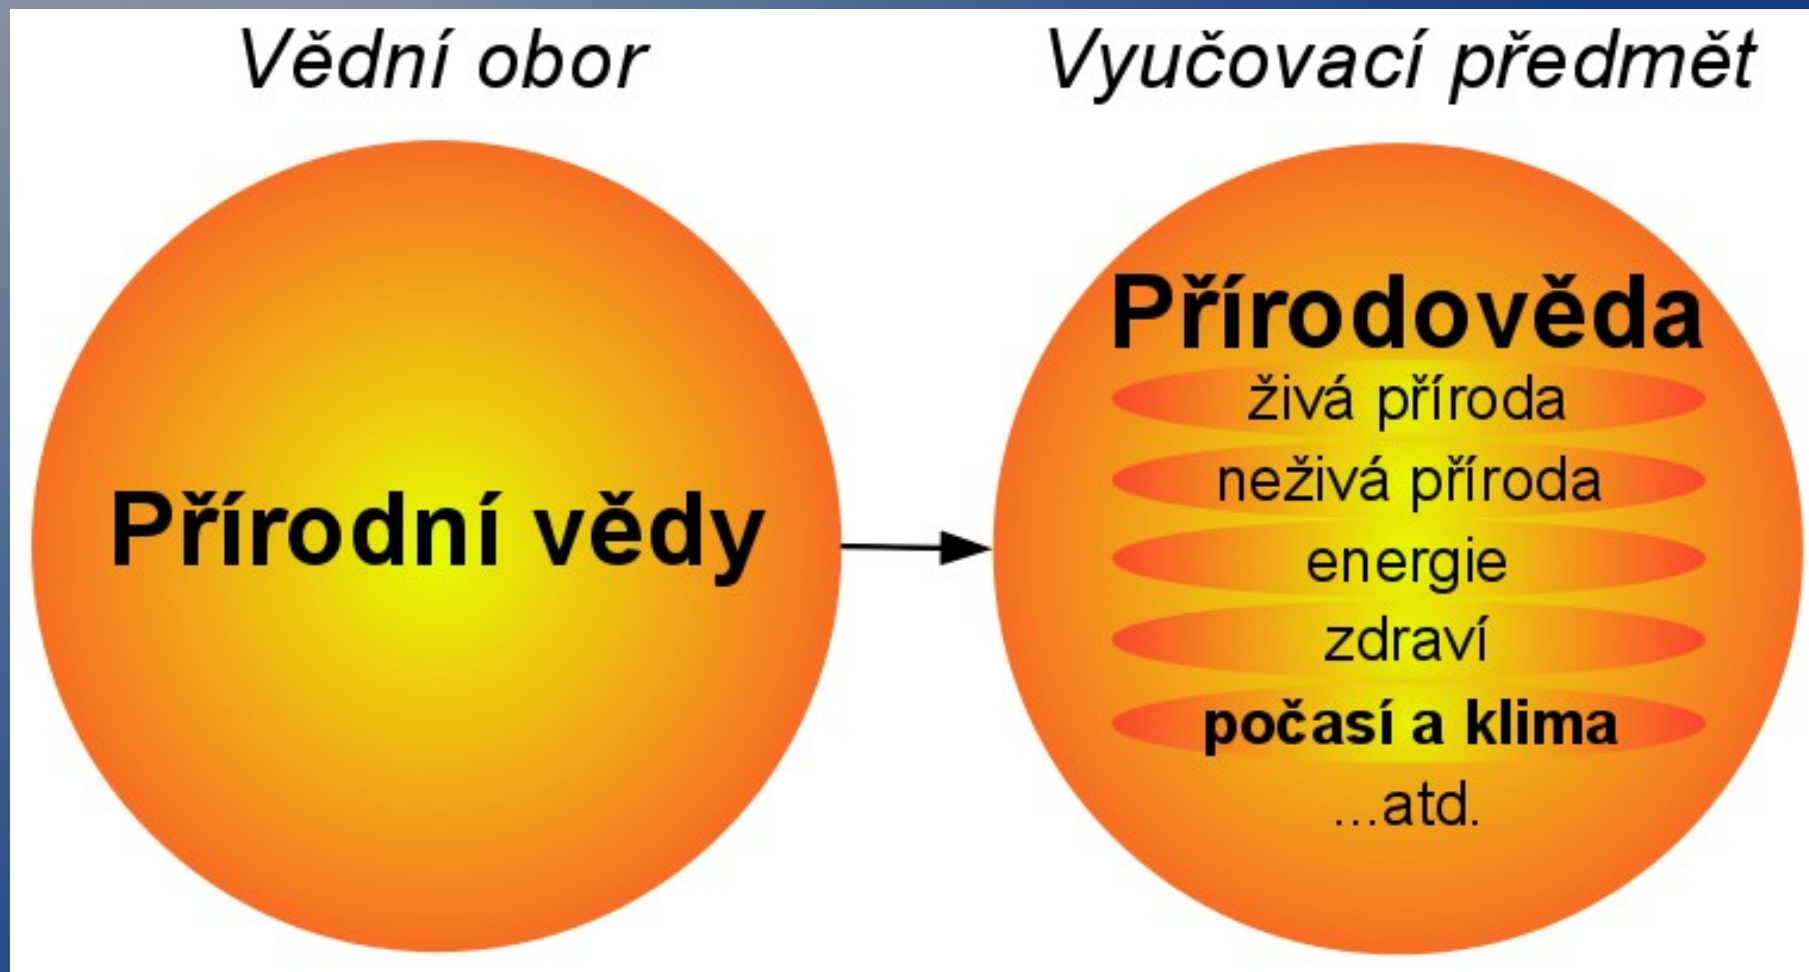 Vědní obor
Vyučovací předmět
Přírodní vědy
Přírodověda
živá příroda
neživá příroda
energie
zdraví
počasí a klima
...atd.